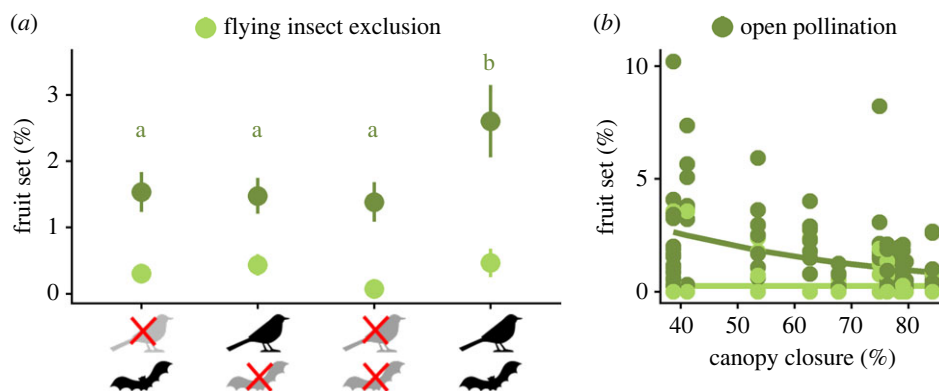 (a) flying insect exclusion
(b) open pollination
fruit set (%)
3
2
1
0
a a a b
fruit set (%)
10
5
0
40 50 60 70 80
canopy closure (%)